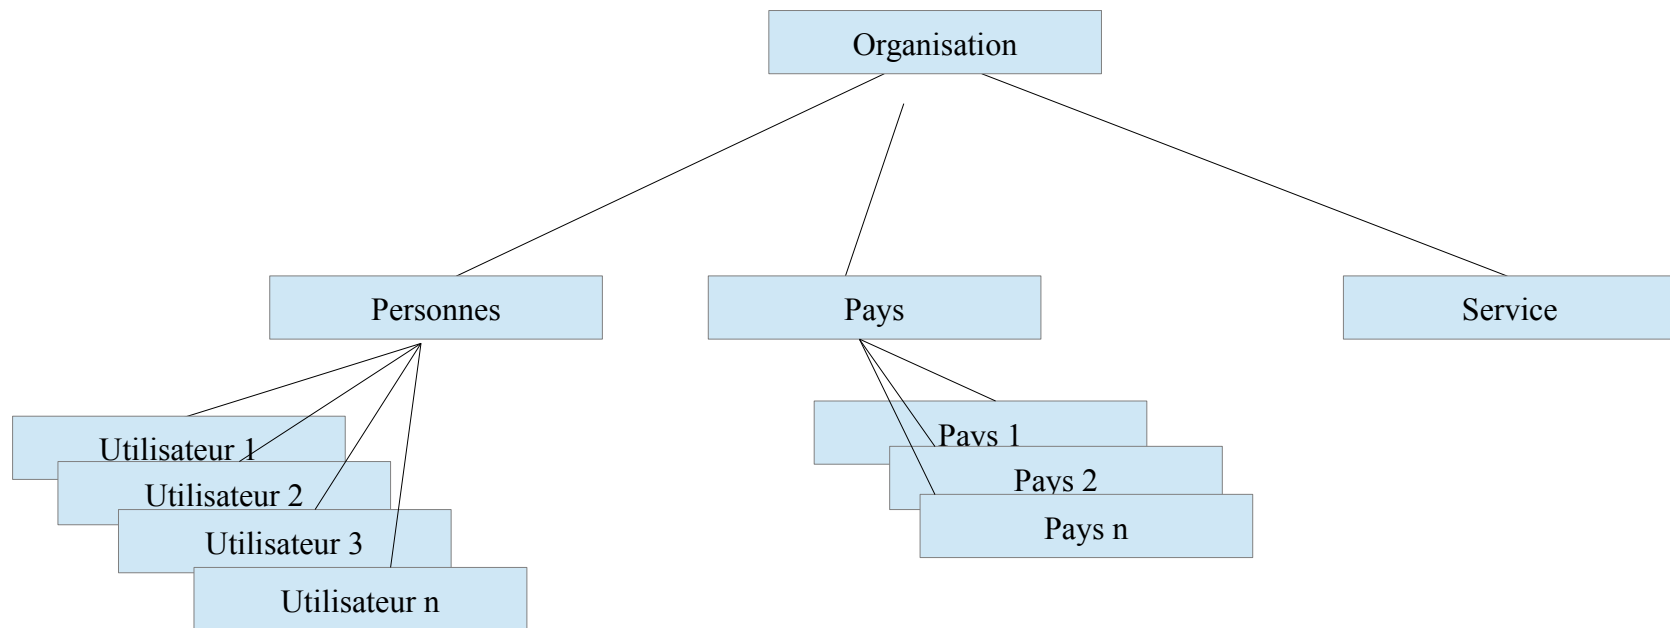 Organisation
Personnes
Pays
Service
Utilisateur 1
Utilisateur 2
Utilisateur 3
Utilisateur n
Pays 1
Pays 2
Pays n